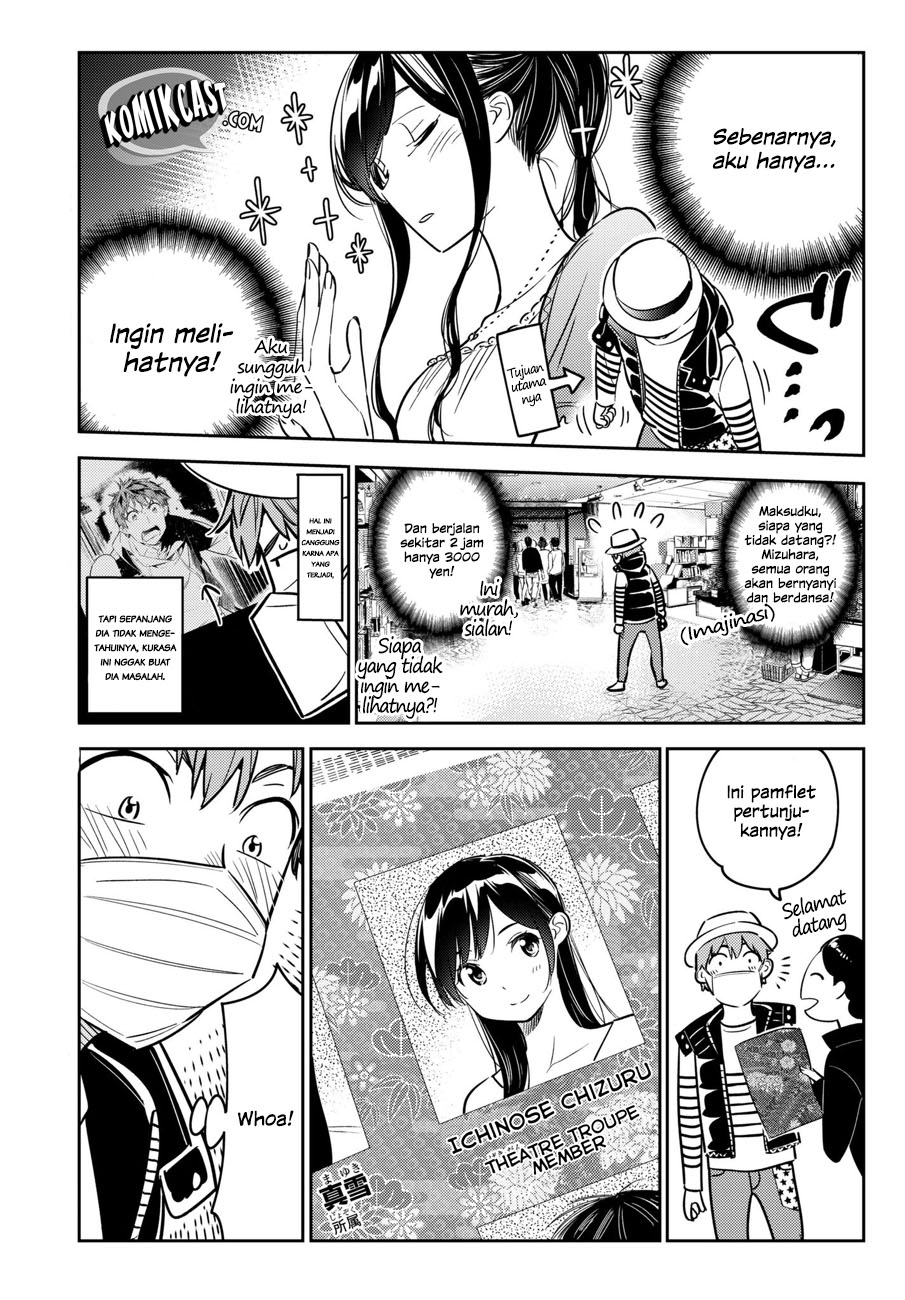 KOMIKCAST
.COM
Sebenarnya,
aku hanya...
Ingin meli-
hatnya!
Aku
sungguh
ingin me-
lihatnya!
Tujuan
utama
nya
Maksudku,
siapa yang
tidak datang?!
Mizuhara,
semua orang
akan bernyanyi
dan berdansa!
(Imajinasi)
Dan berjalan
sekitar 2 jam
hanya 3000
yen!
Ini
murah,
sialan!
Siapa
yang tidak
ingin me-
lihatnya?!
HAL INI
MENJADI
CANGGUNG
KARNA APA
YANG
TERJADI,
TAPI SEPANJANG
DIA TIDAK MENGE-
TAHUINYA, KURASA
INI NGGAK BUAT
DIA MASALAH.
Ini pamflet
pertunju-
kannya!
Selamat
datang
ICHINOSE CHIZURU
THEATRE TROUPE
MEMBER
真雪
所属
Whoa!